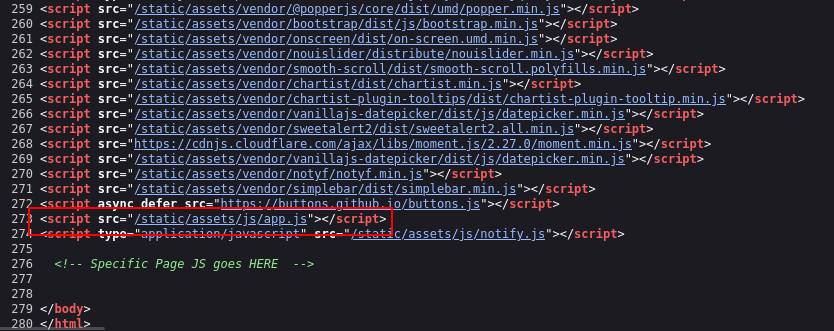 259 <script src="/static/assets/vendor/@popperjs/core/dist/umd/popper.min.js"></script>
260 <script src="/static/assets/vendor/bootstrap/dist/js/bootstrap.min.js"></script>
261 <script src="/static/assets/vendor/onscreen/dist/on-screen.umd.min.js"></script>
262 <script src="/static/assets/vendor/nouislider/distribute/nouislider.min.js"></script>
263 <script src="/static/assets/vendor/smooth-scroll/dist/smooth-scroll.polyfills.min.js"></script>
264 <script src="/static/assets/vendor/chartist/dist/chartist.min.js"></script>
265 <script src="/static/assets/vendor/chartist-plugin-tooltips/dist/chartist-plugin-tooltip.min.js"></script>
266 <script src="/static/assets/vendor/vanillajs-datepicker/dist/js/datepicker.min.js"></script>
267 <script src="/static/assets/vendor/sweetalert2/dist/sweetalert2.all.min.js"></script>
268 <script src="https://cdnjs.cloudflare.com/ajax/libs/moment.js/2.27.0/moment.min.js"></script>
269 <script src="/static/assets/vendor/vanillajs-datepicker/dist/js/datepicker.min.js"></script>
270 <script src="/static/assets/vendor/notyf/notyf.min.js"></script>
271 <script src="/static/assets/vendor/simplebar/dist/simplebar.min.js"></script>
272 <script async defer src="https://buttons.github.io/buttons.js"></script>
273 <script src="/static/assets/js/app.js"></script>
274 <script type="application/javascript" src="/static/assets/js/notify.js"></script>
275
276 <!-- Specific Page JS goes HERE -->
277
278
279 </body>
280 </html>